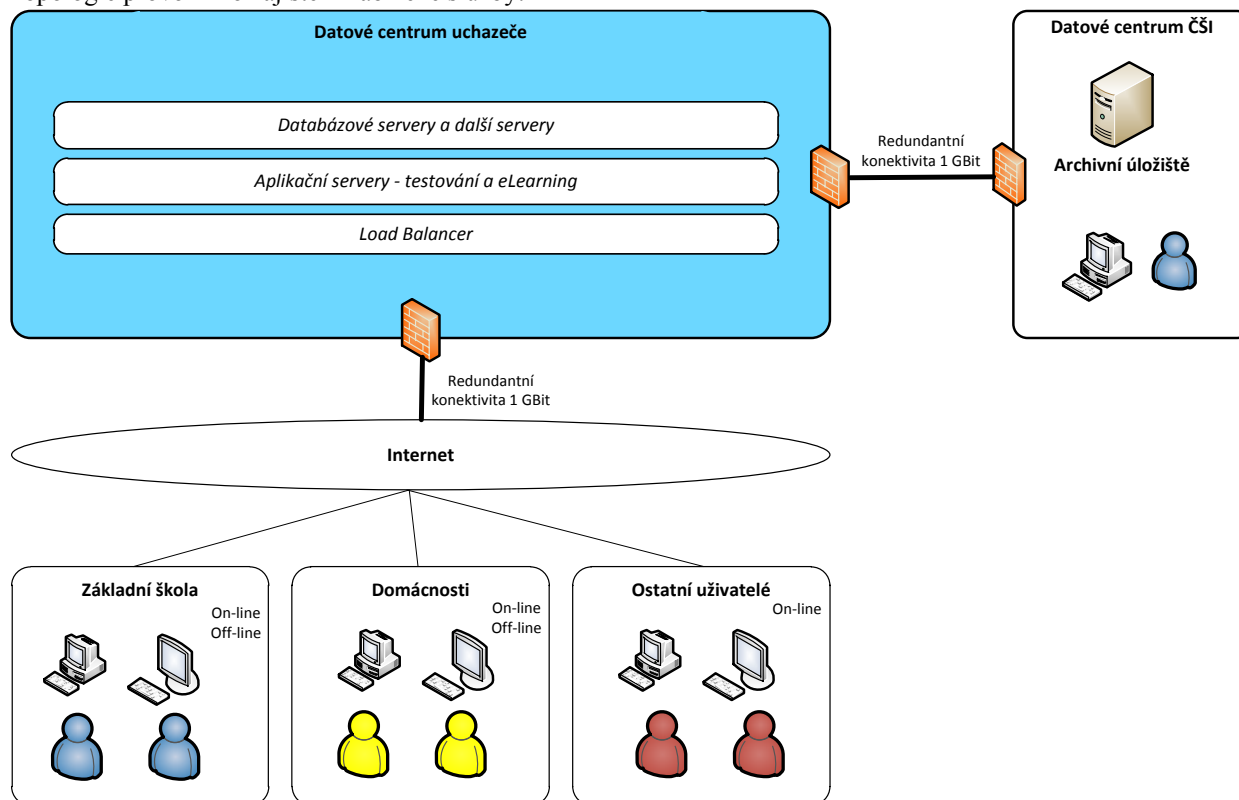 Datové centrum uchazeče
Databázové servery a další servery
Aplikační servery - testování a eLearning
Load Balancer
Redundantní
konektivita 1 GBit
Datové centrum ČŠI
Archivní úložiště
Redundantní
konektivita 1 GBit
Internet
Základní škola
On-line
Off-line
Domácnosti
On-line
Off-line
Ostatní uživatelé
On-line